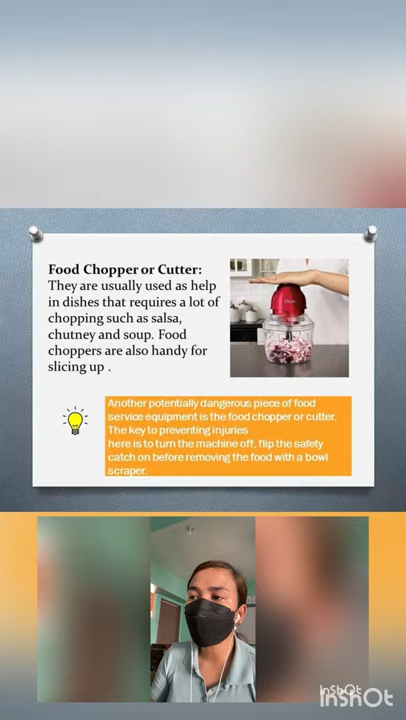 Food Chopper or Cutter:
They are usually used as help
in dishes that requires a lot of
chopping such as salsa,
chutney and soup. Food
choppers are also handy for
slicing up .
Another potentially dangerous piece of food
service equipment is the food chopper or cutter.
The key to preventing injuries
here is to turn the machine off, flip the safety
catch on before removing the food with a bowl
scraper.
InShOt
InShOt